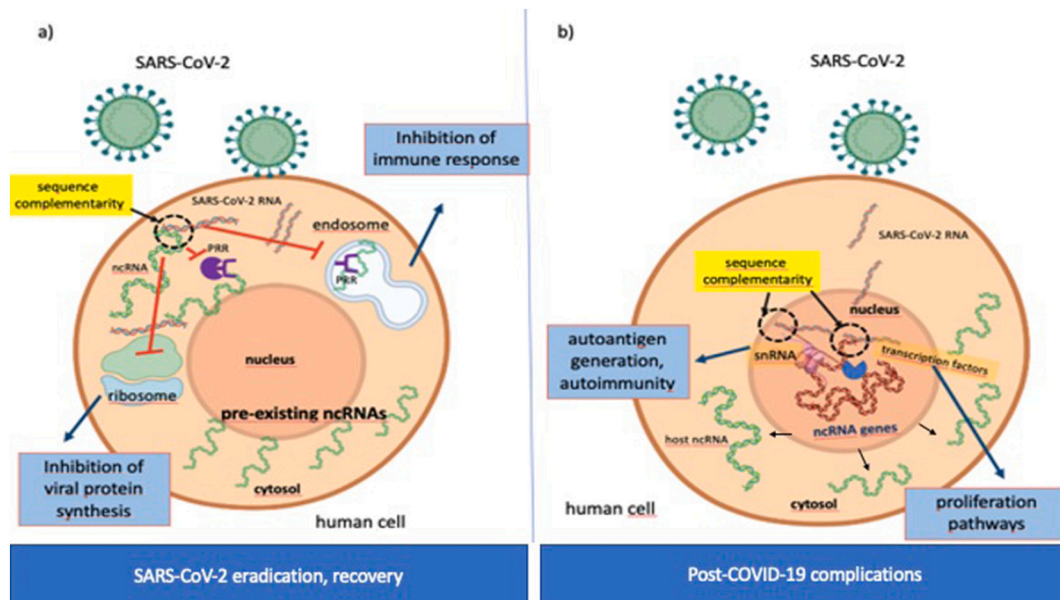 a)
SARS-CoV-2
Inhibition of
immune response
sequence
complementarity
SARS-CoV-2 RNA
endosome
PRR
ncRNA
PRR
nucleus
ribosome
pre-existing ncRNAs
Inhibition of
viral protein
synthesis
cytosol
human cell
SARS-CoV-2 eradication, recovery
b)
SARS-CoV-2
SARS-CoV-2 RNA
sequence
complementarity
nucleus
autoantigen
generation,
autoimmunity
snRNA
transcription factors
host ncRNA
ncRNA genes
cytosol
human cell
proliferation
pathways
Post-COVID-19 complications